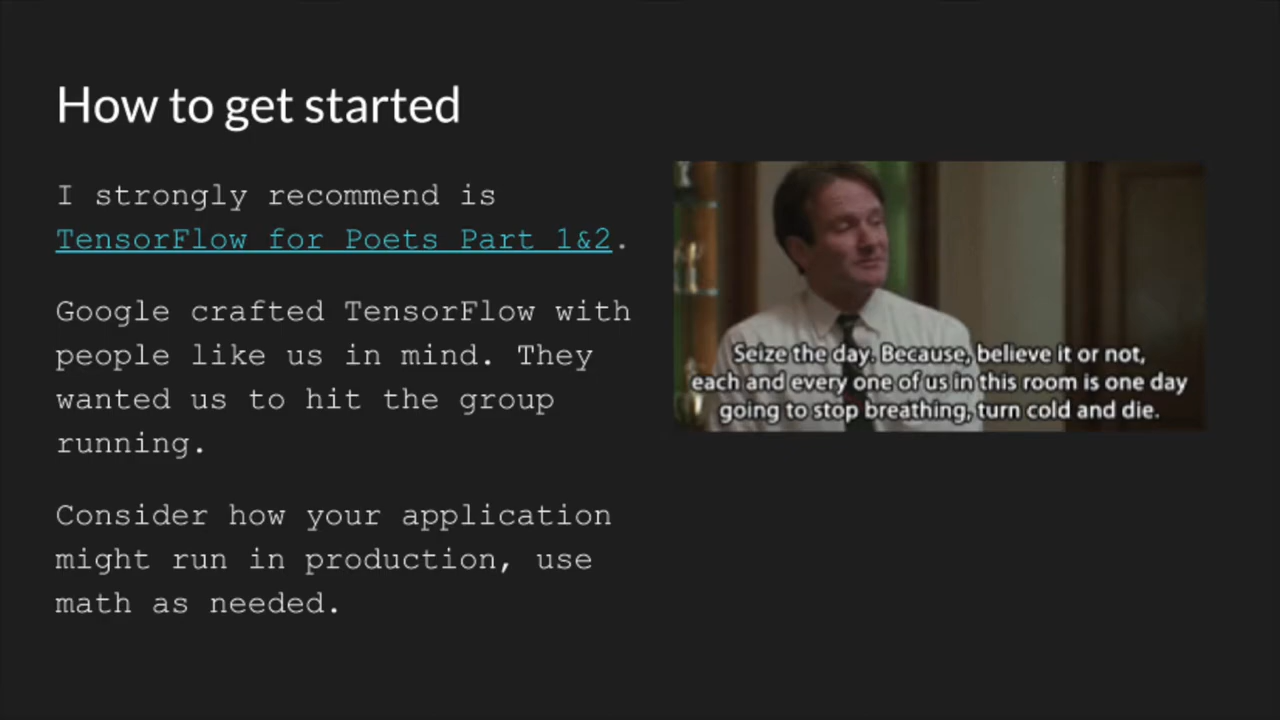 How to get started
I strongly recommend is
TensorFlow for Poets Part 1&2.
Google crafted TensorFlow with
people like us in mind. They
wanted us to hit the group
running.
Consider how your application
might run in production, use
math as needed.
Seize the day. Because, believe it or not,
each and every one of us in this room is one day
going to stop breathing, turn cold and die.